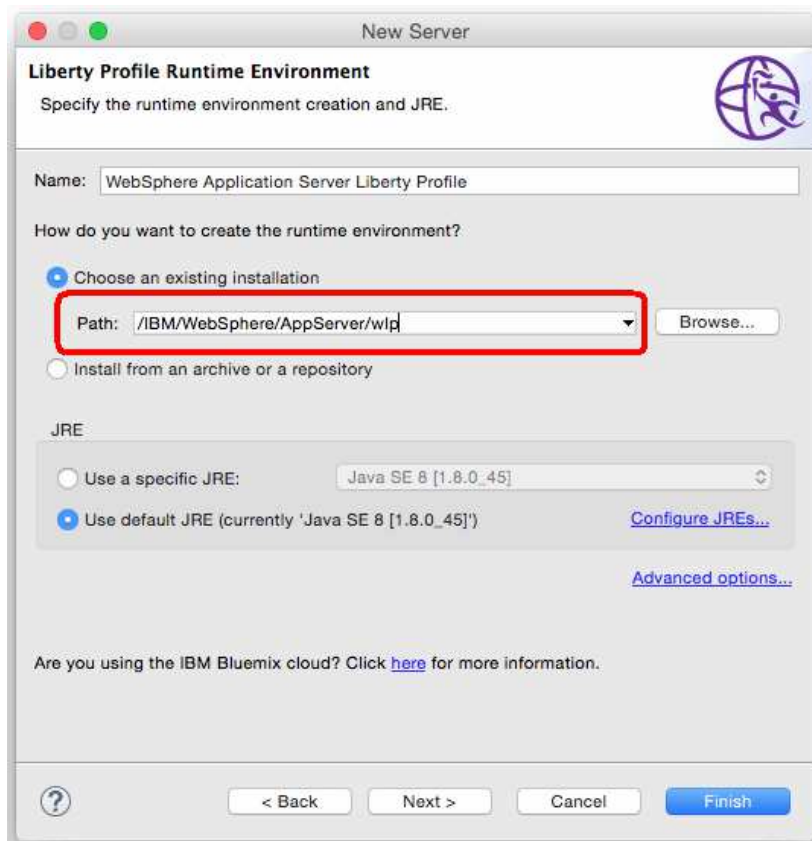 New Server
Liberty Profile Runtime Environment
Specify the runtime environment creation and JRE.
Name: WebSphere Application Server Liberty Profile
How do you want to create the runtime environment?
Choose an existing installation
Path: /IBM/WebSphere/AppServer/wlp Browse...
Install from an archive or a repository
JRE
Use a specific JRE: Java SE 8 [1.8.0_45]
Use default JRE (currently 'Java SE 8 [1.8.0_45]') Configure JREs...
Advanced options...
Are you using the IBM Bluemix cloud? Click here for more information.
? < Back Next > Cancel Finish